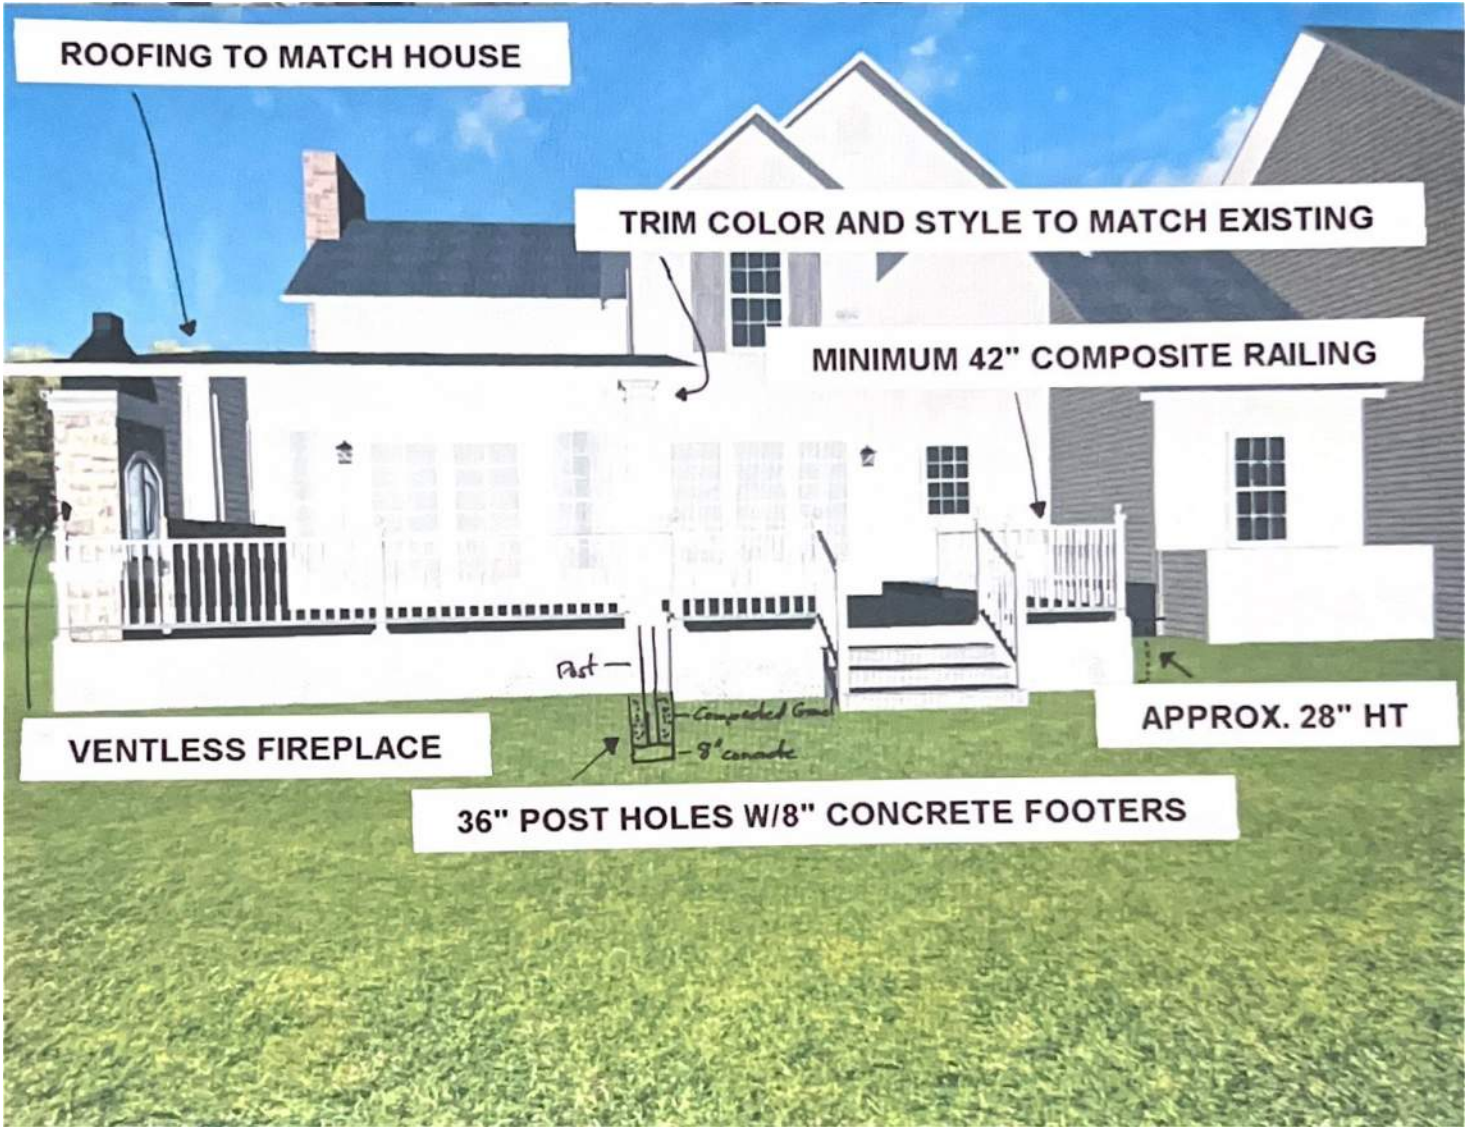 ROOFING TO MATCH HOUSE
TRIM COLOR AND STYLE TO MATCH EXISTING
MINIMUM 42" COMPOSITE RAILING
Post
Compacted Gravel
8" concrete
APPROX. 28" HT
VENTLESS FIREPLACE
36" POST HOLES W/8" CONCRETE FOOTERS